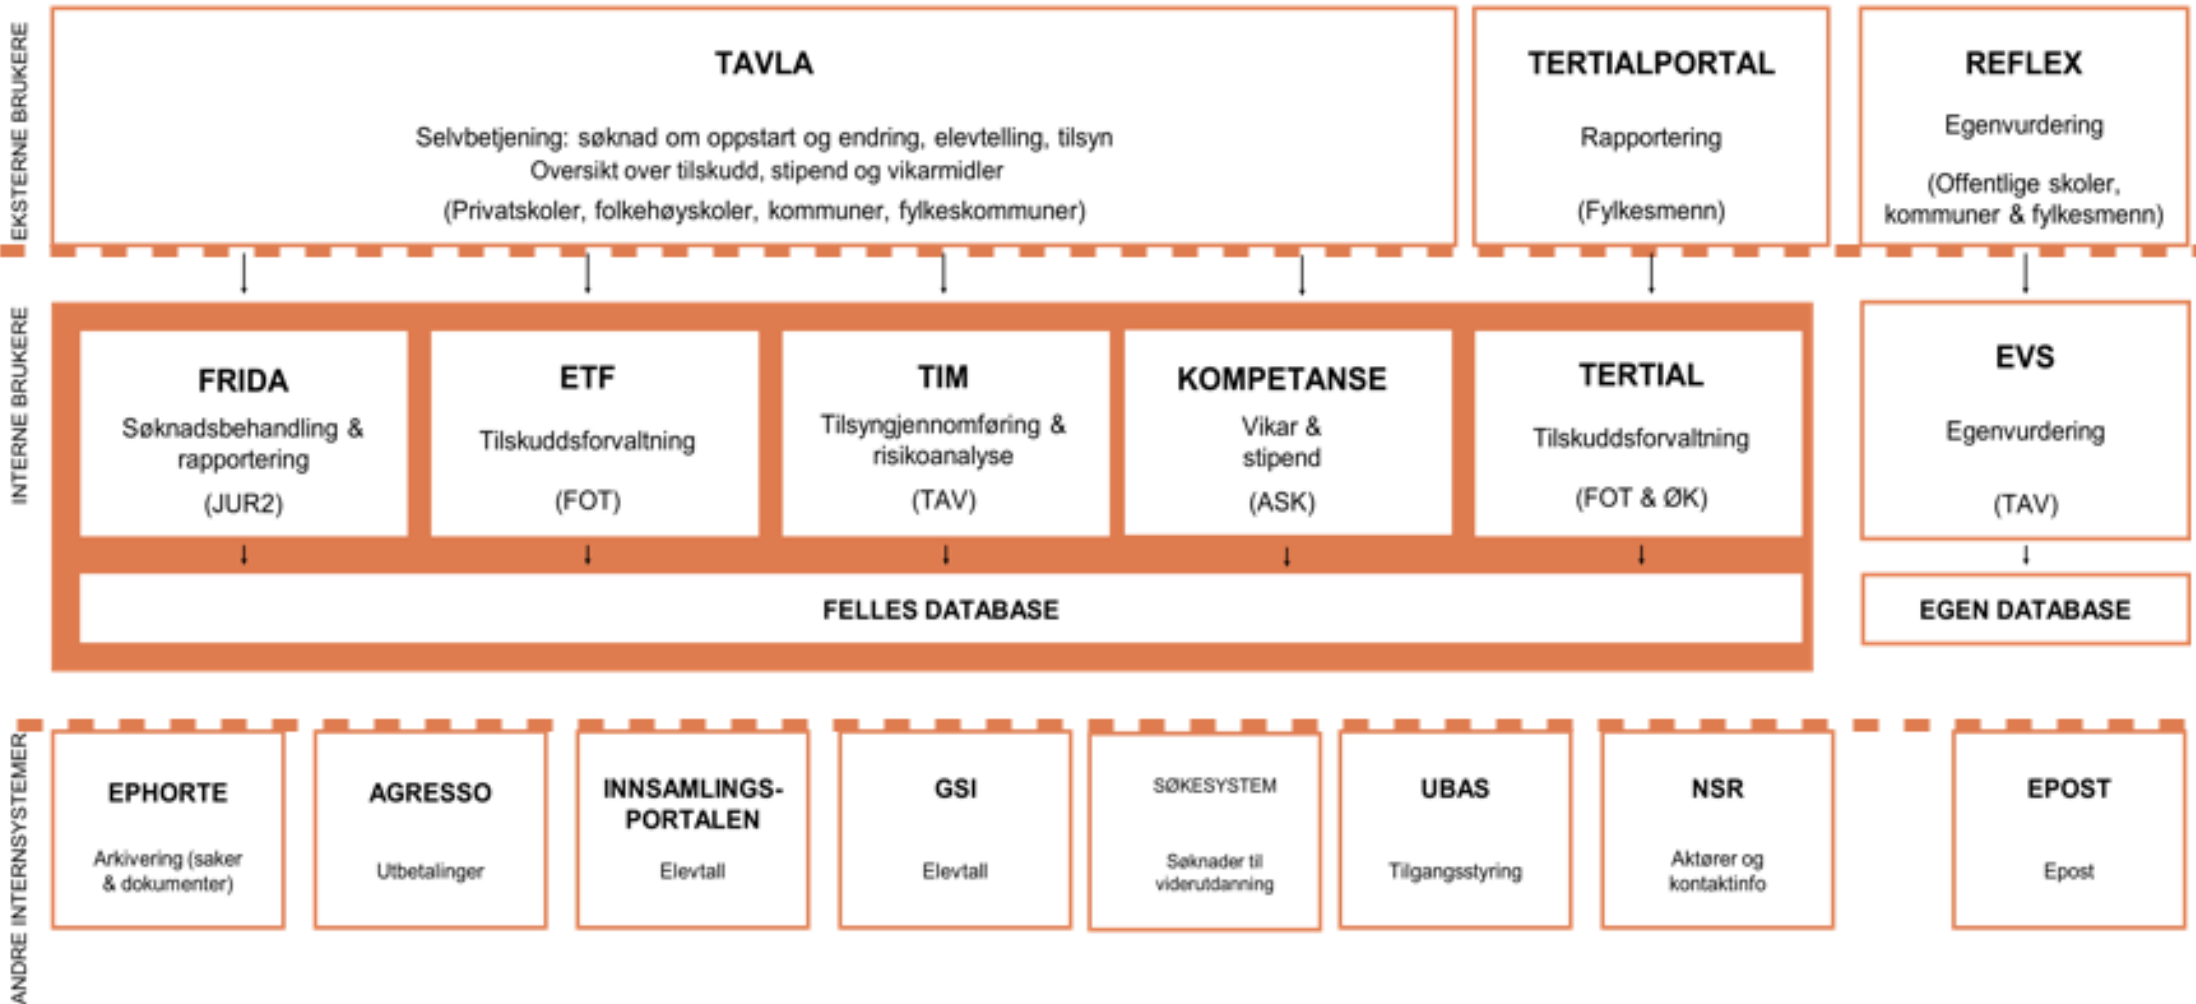 EKSTERNE BRUKERE
TAVLA
Selvbetjening: søknad om oppstart og endring, elevtelling, tilsyn
Oversikt over tilskudd, stipend og vikarmidler
(Privatskoler, folkehøyskoler, kommuner, fylkeskommuner)
TERTIALPORTAL
Rapportering
(Fylkesmenn)
REFLEX
Egenvurdering
(Offentlige skoler,
kommuner & fylkesmenn)
INTERNE BRUKERE
FRIDA
Søknadsbehandling &
rapportering
(JUR2)
ETF
Tilskuddsforvaltning
(FOT)
TIM
Tilsyngjennomføring &
risikoanalyse
(TAV)
KOMPETANSE
Vikar &
stipend
(ASK)
TERTIAL
Tilskuddsforvaltning
(FOT & ØK)
EVS
Egenvurdering
(TAV)
FELLES DATABASE
EGEN DATABASE
ANDRE INTERNSYSTEMER
EPHORTE
Arkivering (saker
& dokumenter)
AGRESSO
Utbetalinger
INNSAMLINGS-
PORTALEN
Elevtall
GSI
Elevtall
SØKESYSTEM
Søknader til
viderutdanning
UBAS
Tilgangsstyring
NSR
Aktører og
kontaktinfo
EPOST
Epost